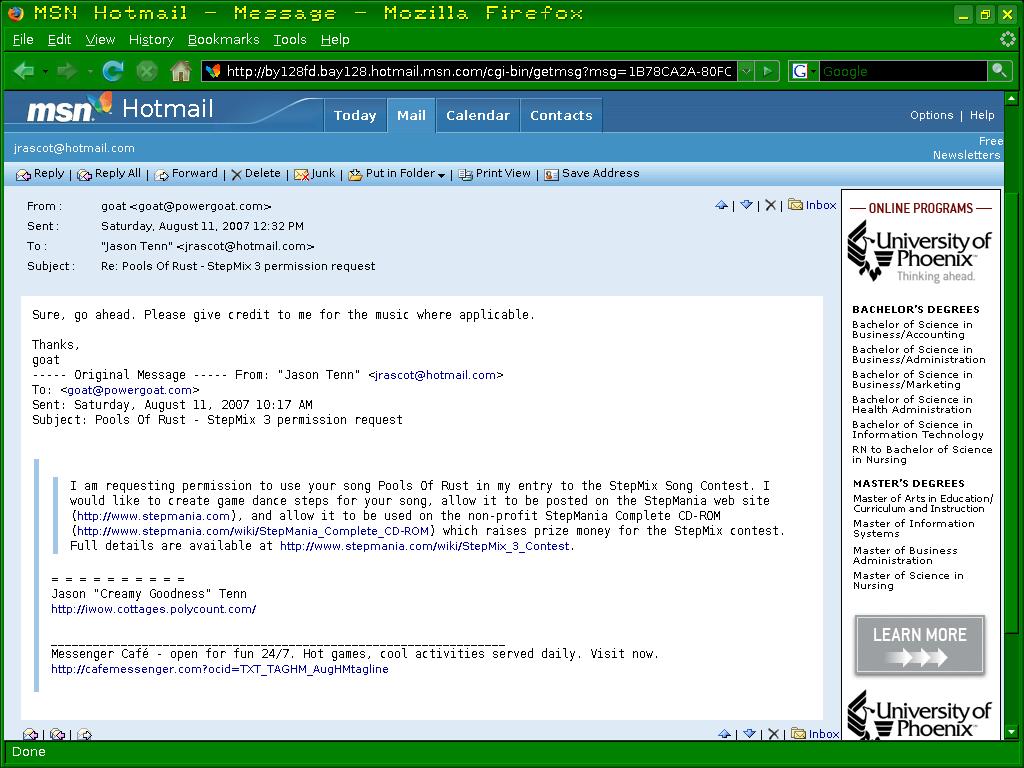 MSN Hotmail - Message - Mozilla Firefox
File Edit View History Bookmarks Tools Help
http://by128fd.bay128.hotmail.msn.com/cgi-bin/getmsg?msg=1B78CA2A-80FC
G Google
msn Hotmail
Today Mail Calendar Contacts
Options | Help
jrascot@hotmail.com
Free
Newsletters
Reply | Reply All | Forward | Delete | Junk | Put in Folder | Print View | Save Address
From : goat <goat@powergoat.com>
Inbox
Sent : Saturday, August 11, 2007 12:32 PM
To : "Jason Tenn" <jrascot@hotmail.com>
Subject : Re: Pools Of Rust - StepMix 3 permission request
Sure, go ahead. Please give credit to me for the music where applicable.
Thanks,
goat
----- Original Message ----- From: "Jason Tenn" <jrascot@hotmail.com>
To: <goat@powergoat.com>
Sent: Saturday, August 11, 2007 10:17 AM
Subject: Pools Of Rust - StepMix 3 permission request
I am requesting permission to use your song Pools Of Rust in my entry to the StepMix Song Contest. I
would like to create game dance steps for your song, allow it to be posted on the StepMania web site
(http://www.stepmania.com), and allow it to be used on the non-profit StepMania Complete CD-ROM
(http://www.stepmania.com/wiki/StepMania_Complete_CD-ROM) which raises prize money for the StepMix contest.
Full details are available at http://www.stepmania.com/wiki/StepMix_3_Contest.
= = = = = = = = = =
Jason "Creamy Goodness" Tenn
http://iwow.cottages.polycount.com/
_________________________________________________________________
Messenger Café - open for fun 24/7. Hot games, cool activities served daily. Visit now.
http://cafemessenger.com?ocid=TXT_TAGHM_AugHMtagline
Inbox
ONLINE PROGRAMS
University of
Phoenix™
Thinking ahead.
BACHELOR'S DEGREES
Bachelor of Science in
Business/Accounting
Bachelor of Science in
Business/Administration
Bachelor of Science in
Business/Marketing
Bachelor of Science in
Health Administration
Bachelor of Science in
Information Technology
RN to Bachelor of Science
in Nursing
MASTER'S DEGREES
Master of Arts in Education/
Curriculum and Instruction
Master of Information
Systems
Master of Business
Administration
Master of Science in
Nursing
LEARN MORE
University of
Phoenix™
Done